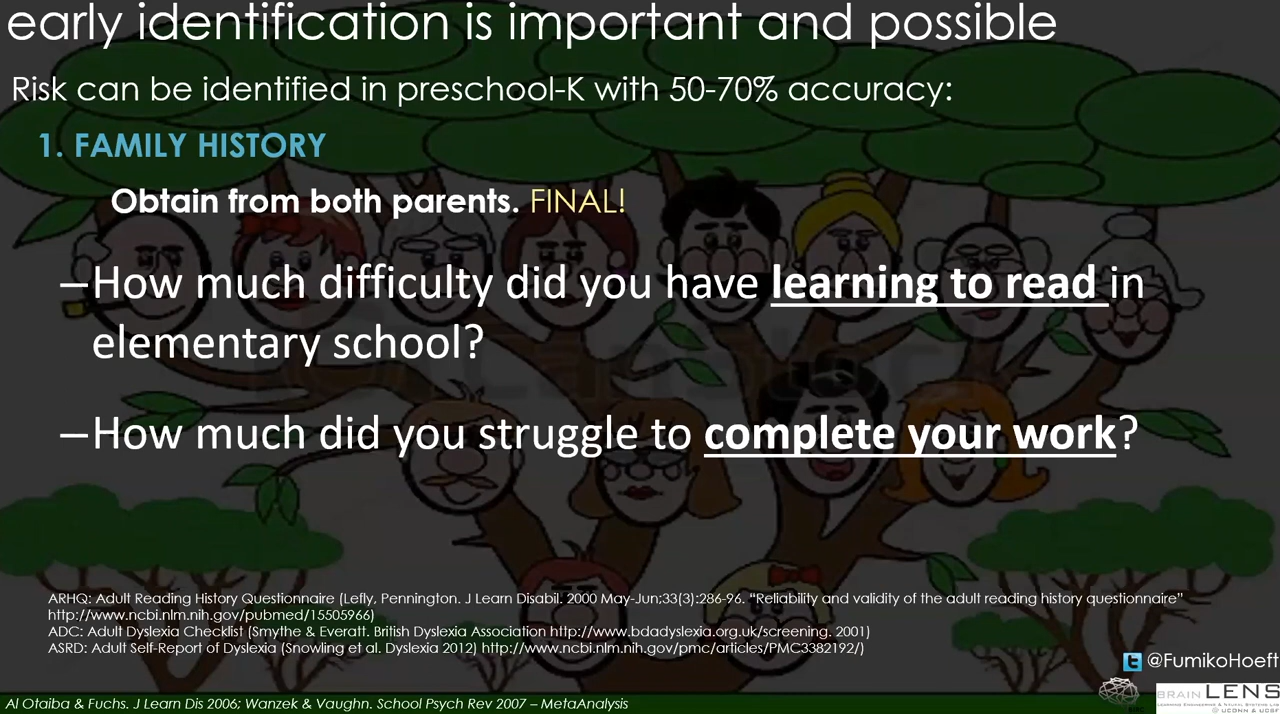 early identification is important and possible
Risk can be identified in preschool-K with 50-70% accuracy:
1. FAMILY HISTORY
Obtain from both parents. FINAL!
–How much difficulty did you have learning to read in
elementary school?
–How much did you struggle to complete your work?
ARHQ: Adult Reading History Questionnaire (Lefly, Pennington. J Learn Disabil. 2000 May-Jun;33(3):286-96. “Reliability and validity of the adult reading history questionnaire”
http://www.ncbi.nlm.nih.gov/pubmed/15505966)
ADC: Adult Dyslexia Checklist (Smythe & Everatt. British Dyslexia Association http://www.bdadyslexia.org.uk/screening. 2001)
ASRD: Adult Self-Report of Dyslexia (Snowling et al. Dyslexia 2012) http://www.ncbi.nlm.nih.gov/pmc/articles/PMC3382192/)
@FumikoHoeft
Al Otaiba & Fuchs. J Learn Dis 2006; Wanzek & Vaughn. School Psych Rev 2007 – MetaAnalysis
BRAIN LENS
@ UCONN & UCSF